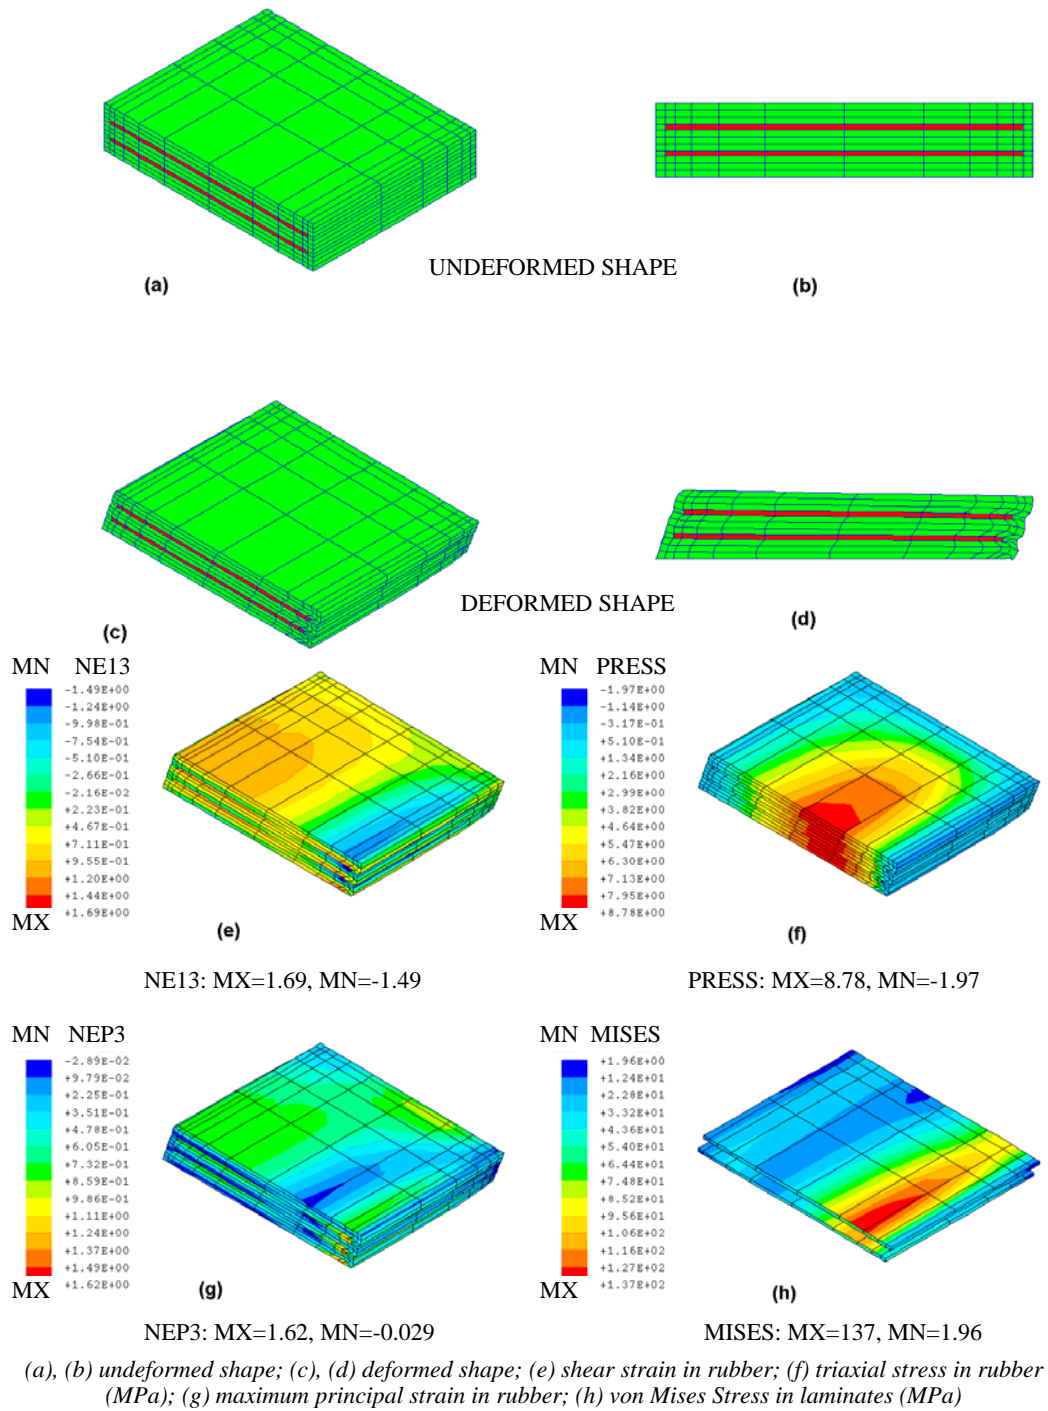 UNDEFORMED SHAPE
(a)
(b)
DEFORMED SHAPE
(c)
(d)
MN NE13
-1.49E+00
-1.24E+00
-9.98E-01
-7.54E-01
-5.10E-01
-2.66E-01
-2.16E-02
+2.23E-01
+4.67E-01
+7.11E-01
+9.55E-01
+1.20E+00
+1.44E+00
+1.69E+00
MX
(e)
NE13: MX=1.69, MN=-1.49
MN PRESS
-1.97E+00
-1.14E+00
-3.17E-01
+5.10E-01
+1.34E+00
+2.16E+00
+2.99E+00
+3.82E+00
+4.64E+00
+5.47E+00
+6.30E+00
+7.13E+00
+7.95E+00
+8.78E+00
MX
(f)
PRESS: MX=8.78, MN=-1.97
MN NEP3
-2.89E-02
+9.79E-02
+2.25E-01
+3.51E-01
+4.78E-01
+6.05E-01
+7.32E-01
+8.59E-01
+9.86E-01
+1.11E+00
+1.24E+00
+1.37E+00
+1.49E+00
+1.62E+00
MX
(g)
NEP3: MX=1.62, MN=-0.029
MN MISES
+1.96E+00
+1.24E+01
+2.28E+01
+3.32E+01
+4.36E+01
+5.40E+01
+6.44E+01
+7.48E+01
+8.52E+01
+9.56E+01
+1.06E+02
+1.16E+02
+1.27E+02
+1.37E+02
MX
(h)
MISES: MX=137, MN=1.96
(a), (b) undeformed shape; (c), (d) deformed shape; (e) shear strain in rubber; (f) triaxial stress in rubber
(MPa); (g) maximum principal strain in rubber; (h) von Mises Stress in laminates (MPa)